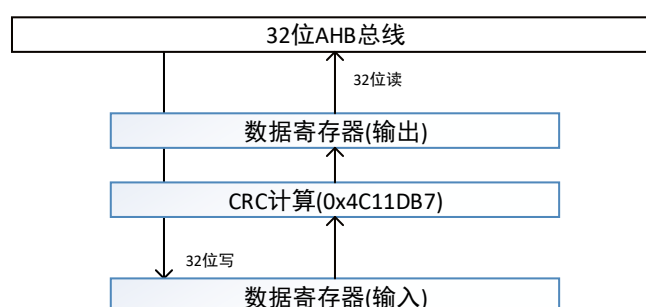 32位AHB总线
32位读
数据寄存器(输出)
CRC计算(0x4C11DB7)
32位写
数据寄存器(输入)